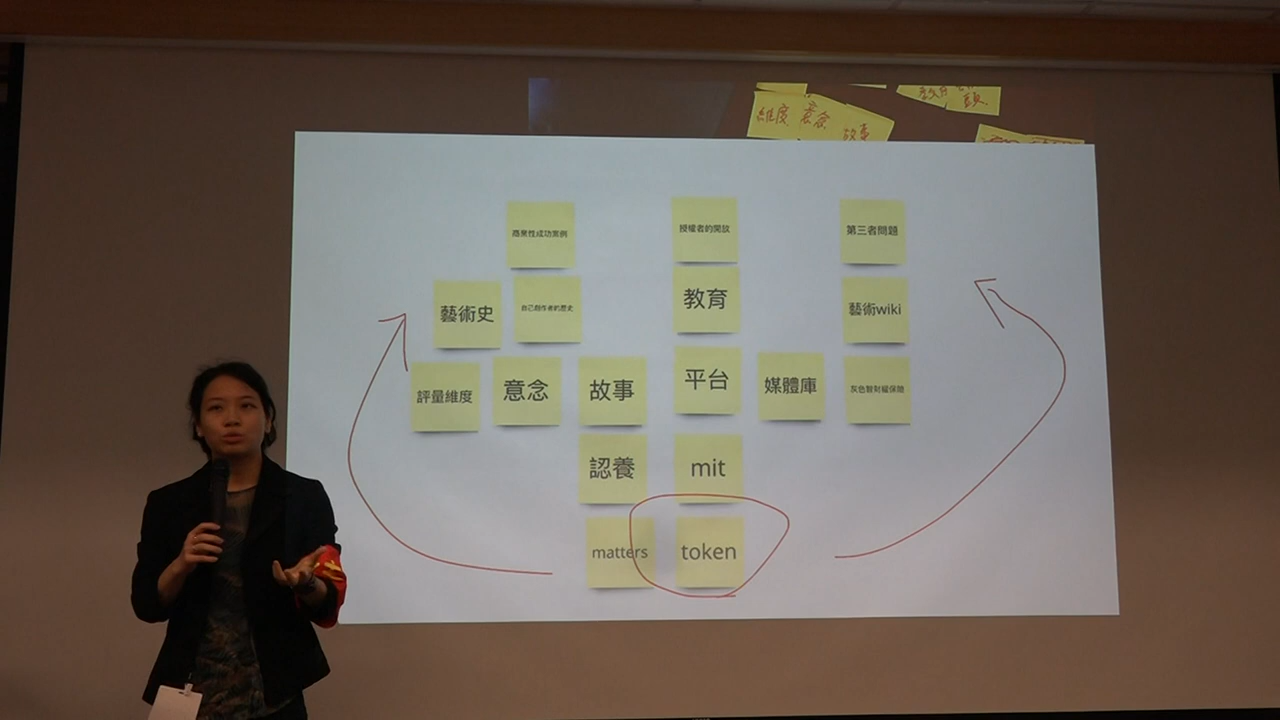 維度 意念
故事
商業性成功案例
授權者的開放
第三者問題
藝術史
自己創作者的歷史
教育
藝術wiki
評量維度
意念
故事
平台
媒體庫
灰色智財權保險
認養
mit
matters
token